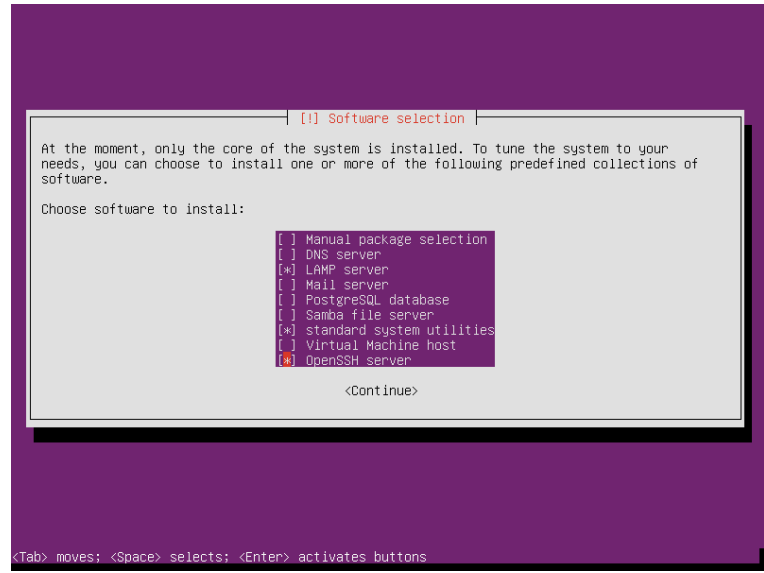 [!] Software selection
At the moment, only the core of the system is installed. To tune the system to your
needs, you can choose to install one or more of the following predefined collections of
software.
Choose software to install:
[ ] Manual package selection
[ ] DNS server
[*] LAMP server
[ ] Mail server
[ ] PostgreSQL database
[ ] Samba file server
[*] standard system utilities
[ ] Virtual Machine host
[*] OpenSSH server
<Continue>
<Tab> moves; <Space> selects; <Enter> activates buttons